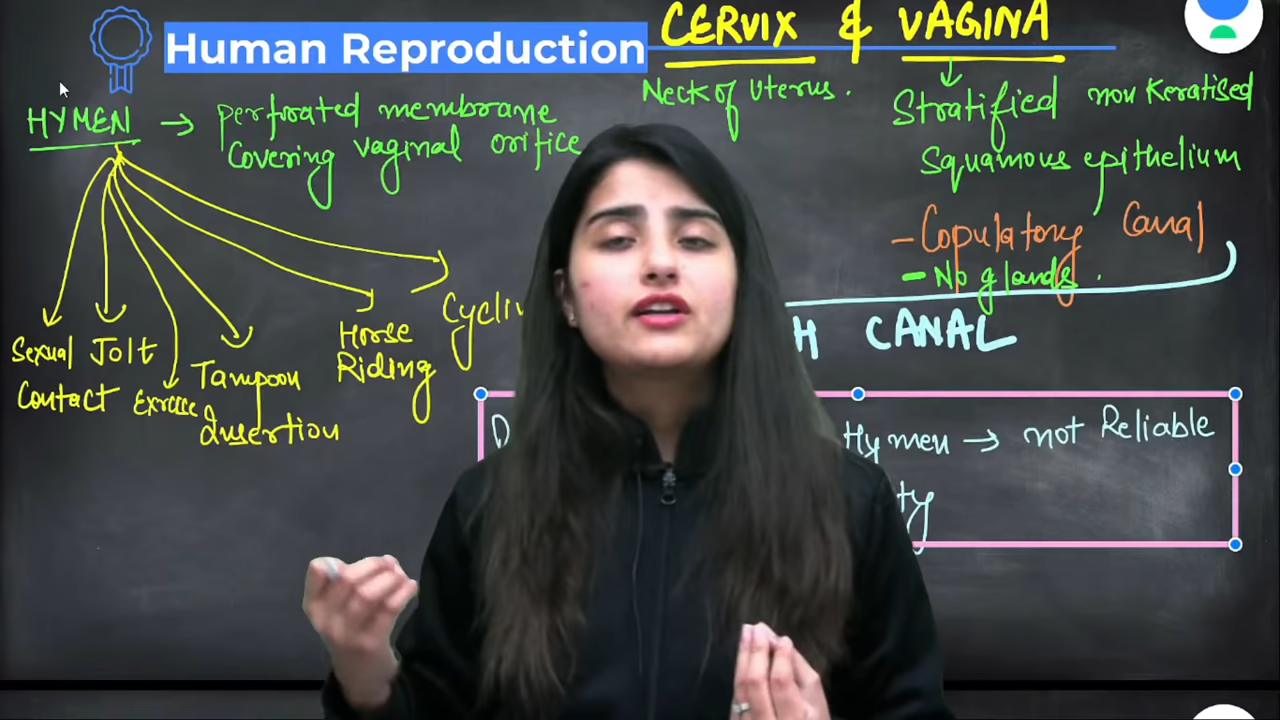 Human Reproduction
CERVIX & VAGINA
Neck of Uterus.
Stratified non Keratised
Squamous epithelium
- Copulatory Canal
- No glands.
H CANAL
HYMEN → perforated membrane
Covering vaginal orifice
Sexual
Contact
Jolt
Tampoon
Insertion
Horse
Riding
Hymen → not Reliable